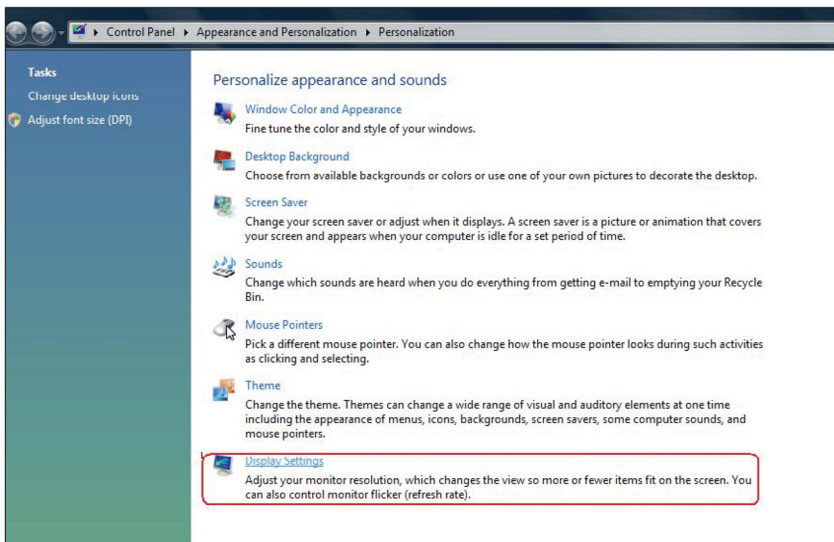 Control Panel ▸ Appearance and Personalization ▸ Personalization
Tasks
Change desktop icons
Adjust font size (DPI)
Personalize appearance and sounds
Window Color and Appearance
Fine tune the color and style of your windows.
Desktop Background
Choose from available backgrounds or colors or use one of your own pictures to decorate the desktop.
Screen Saver
Change your screen saver or adjust when it displays. A screen saver is a picture or animation that covers
your screen and appears when your computer is idle for a set period of time.
Sounds
Change which sounds are heard when you do everything from getting e-mail to emptying your Recycle
Bin.
Mouse Pointers
Pick a different mouse pointer. You can also change how the mouse pointer looks during such activities
as clicking and selecting.
Theme
Change the theme. Themes can change a wide range of visual and auditory elements at one time
including the appearance of menus, icons, backgrounds, screen savers, some computer sounds, and
mouse pointers.
Display Settings
Adjust your monitor resolution, which changes the view so more or fewer items fit on the screen. You
can also control monitor flicker (refresh rate).